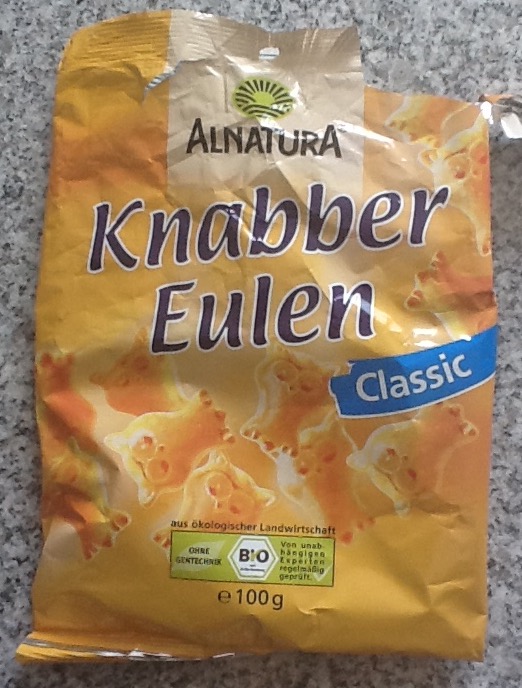 ALNATURA
Knabber
Eulen
Classic
aus ökologischer Landwirtschaft
OHNE
GENTECHNIK
BIO
Von unab-
hängigen
Experten
regelmäßig
geprüft.
℮ 100g